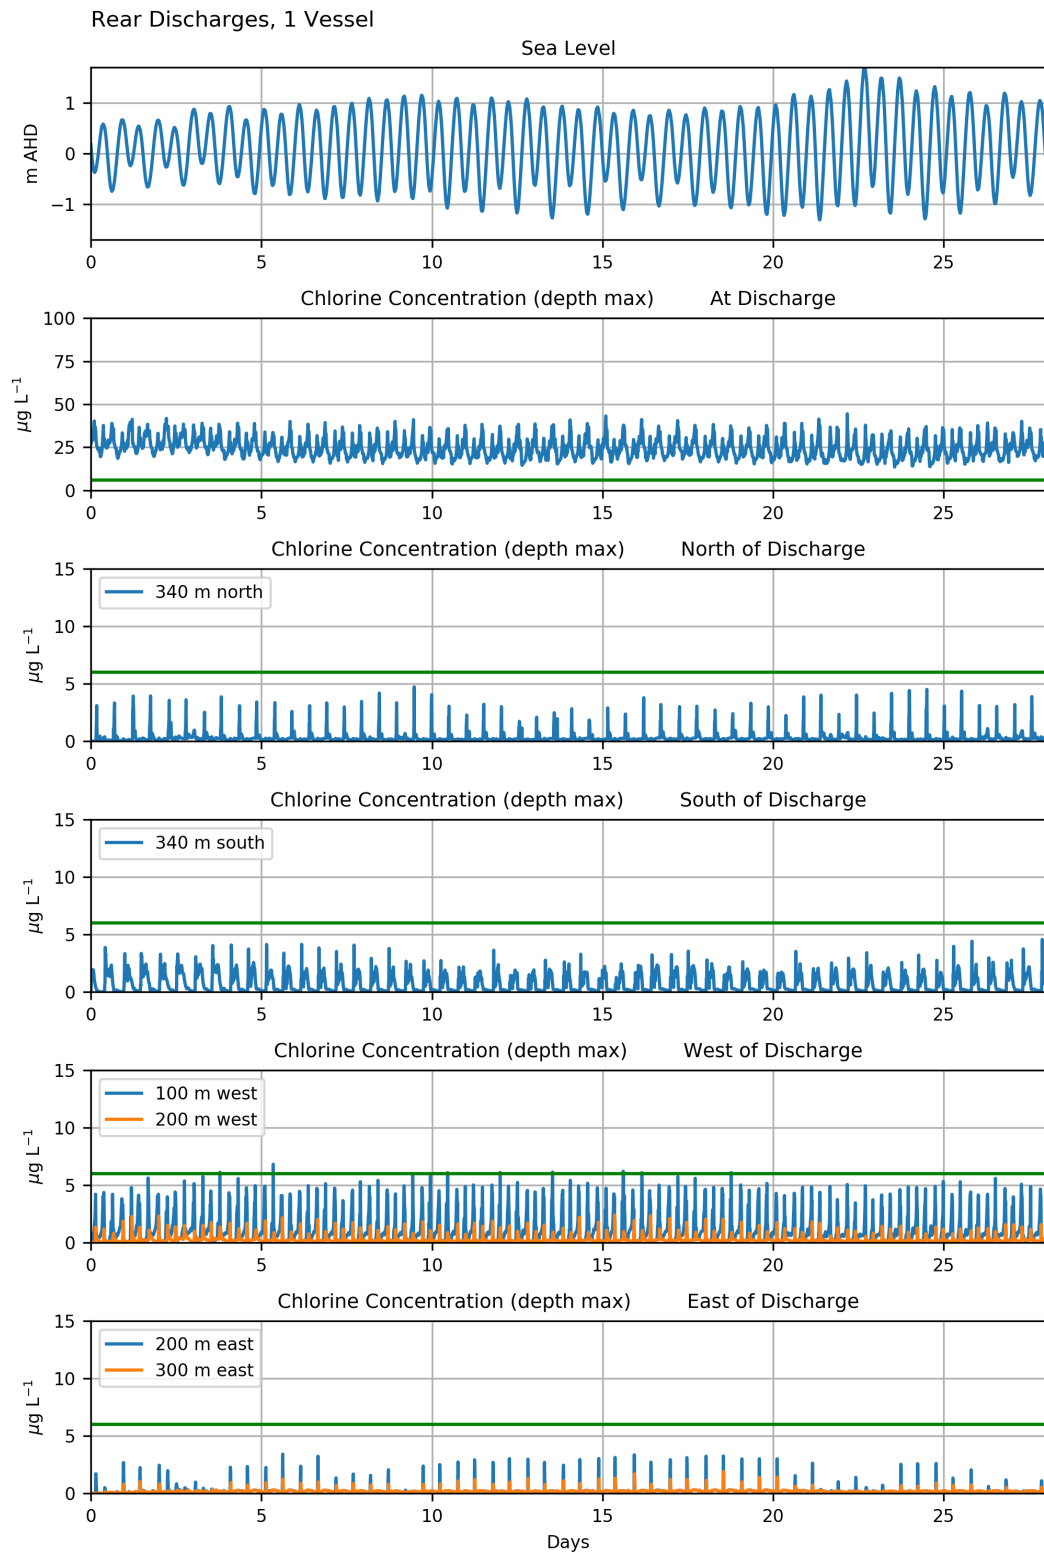 Rear Discharges, 1 Vessel
Sea Level
m AHD
1
0
−1
0 5 10 15 20 25
Chlorine Concentration (depth max) At Discharge
μg L⁻¹
100
75
50
25
0
0 5 10 15 20 25
Chlorine Concentration (depth max) North of Discharge
μg L⁻¹
15
10
5
0
340 m north
0 5 10 15 20 25
Chlorine Concentration (depth max) South of Discharge
μg L⁻¹
15
10
5
0
340 m south
0 5 10 15 20 25
Chlorine Concentration (depth max) West of Discharge
μg L⁻¹
15
10
5
0
100 m west
200 m west
0 5 10 15 20 25
Chlorine Concentration (depth max) East of Discharge
μg L⁻¹
15
10
5
0
200 m east
300 m east
0 5 10 15 20 25
Days